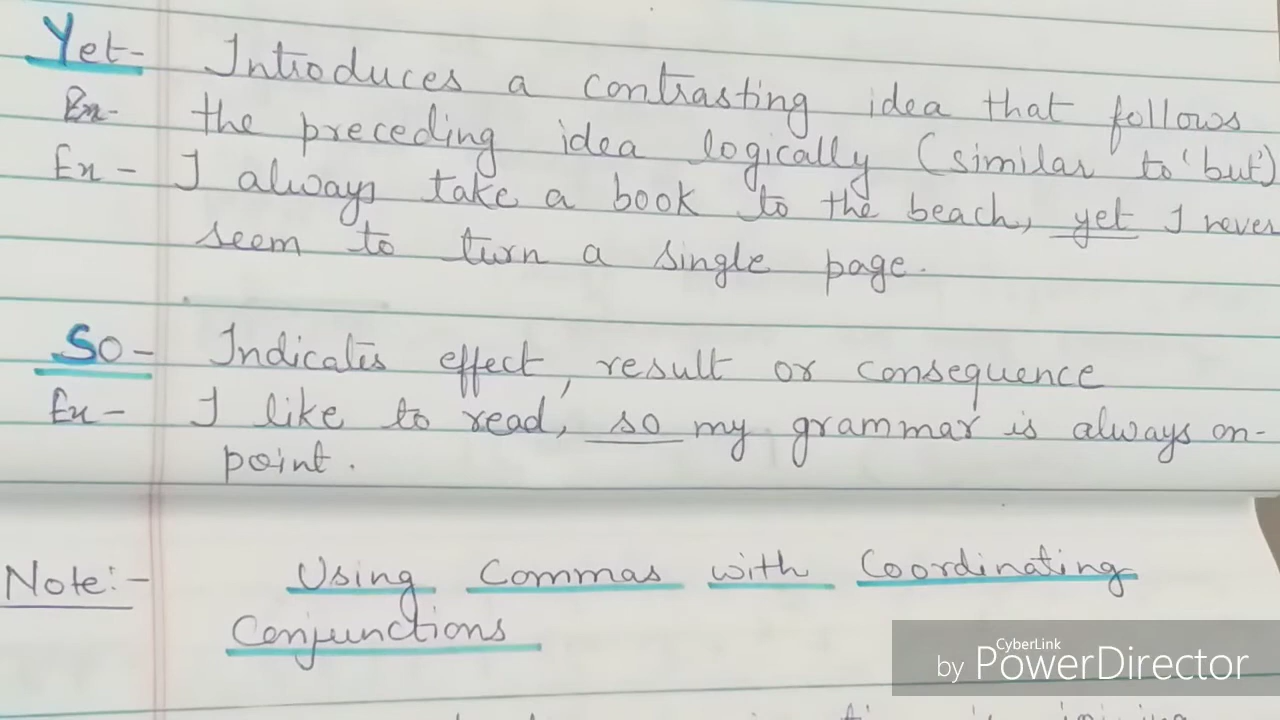 Yet- Introduces a contrasting idea that follows
Ex- the preceding idea logically (similar to 'but')
Ex - I always take a book to the beach, yet I never
seem to turn a single page.
So - Indicates effect, result or consequence
Ex - I like to read, so my grammar is always on-
point.
Note:- Using Commas with Coordinating
Conjunctions
CyberLink
by PowerDirector